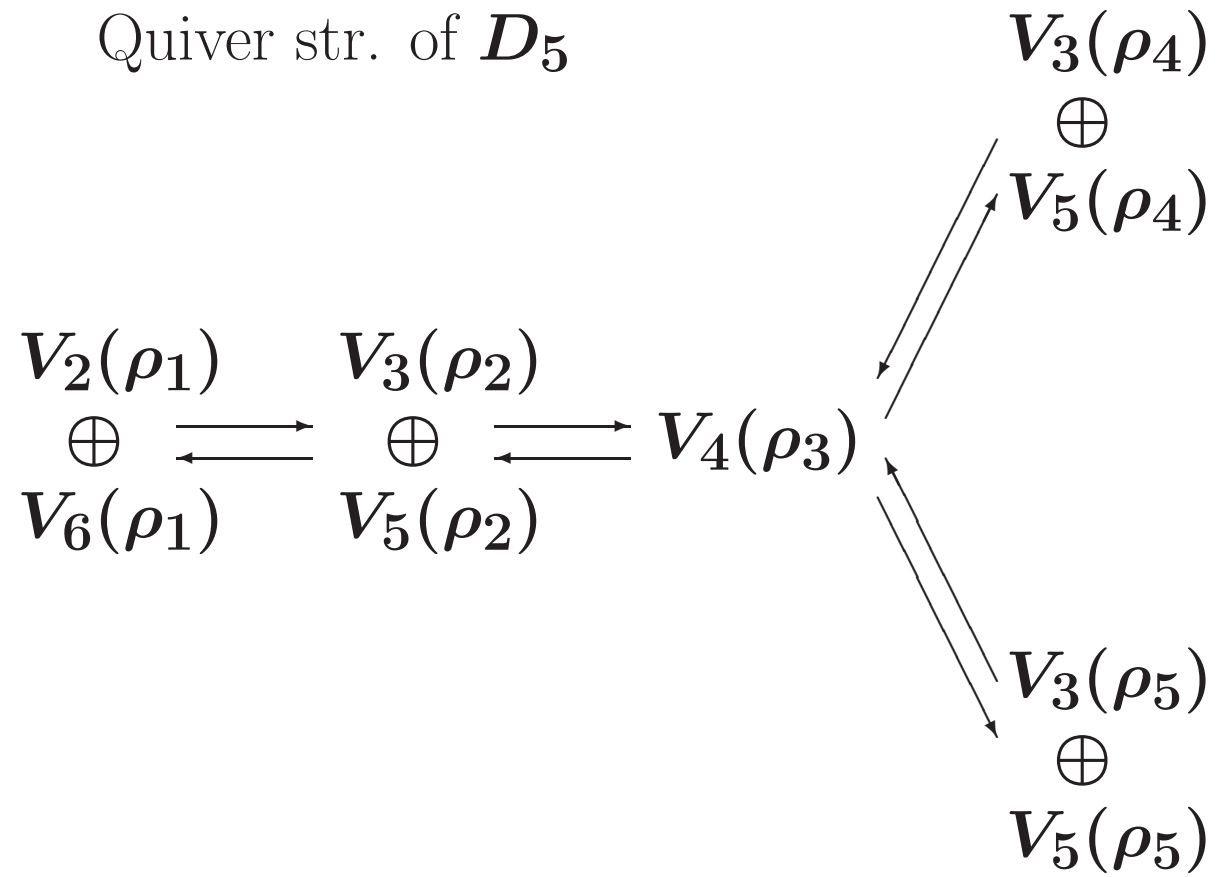 Quiver str. of D₅
V₃(ρ₄)
⊕
V₅(ρ₄)
V₂(ρ₁)
⊕
V₆(ρ₁)
V₃(ρ₂)
⊕
V₅(ρ₂)
V₄(ρ₃)
V₃(ρ₅)
⊕
V₅(ρ₅)